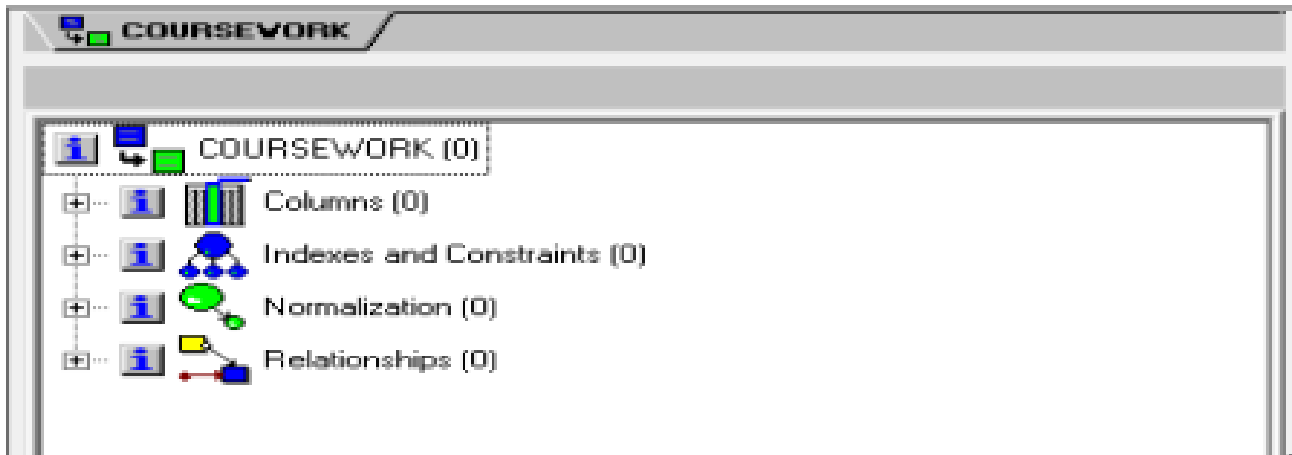 COURSEWORK
COURSEWORK (0)
Columns (0)
Indexes and Constraints (0)
Normalization (0)
Relationships (0)